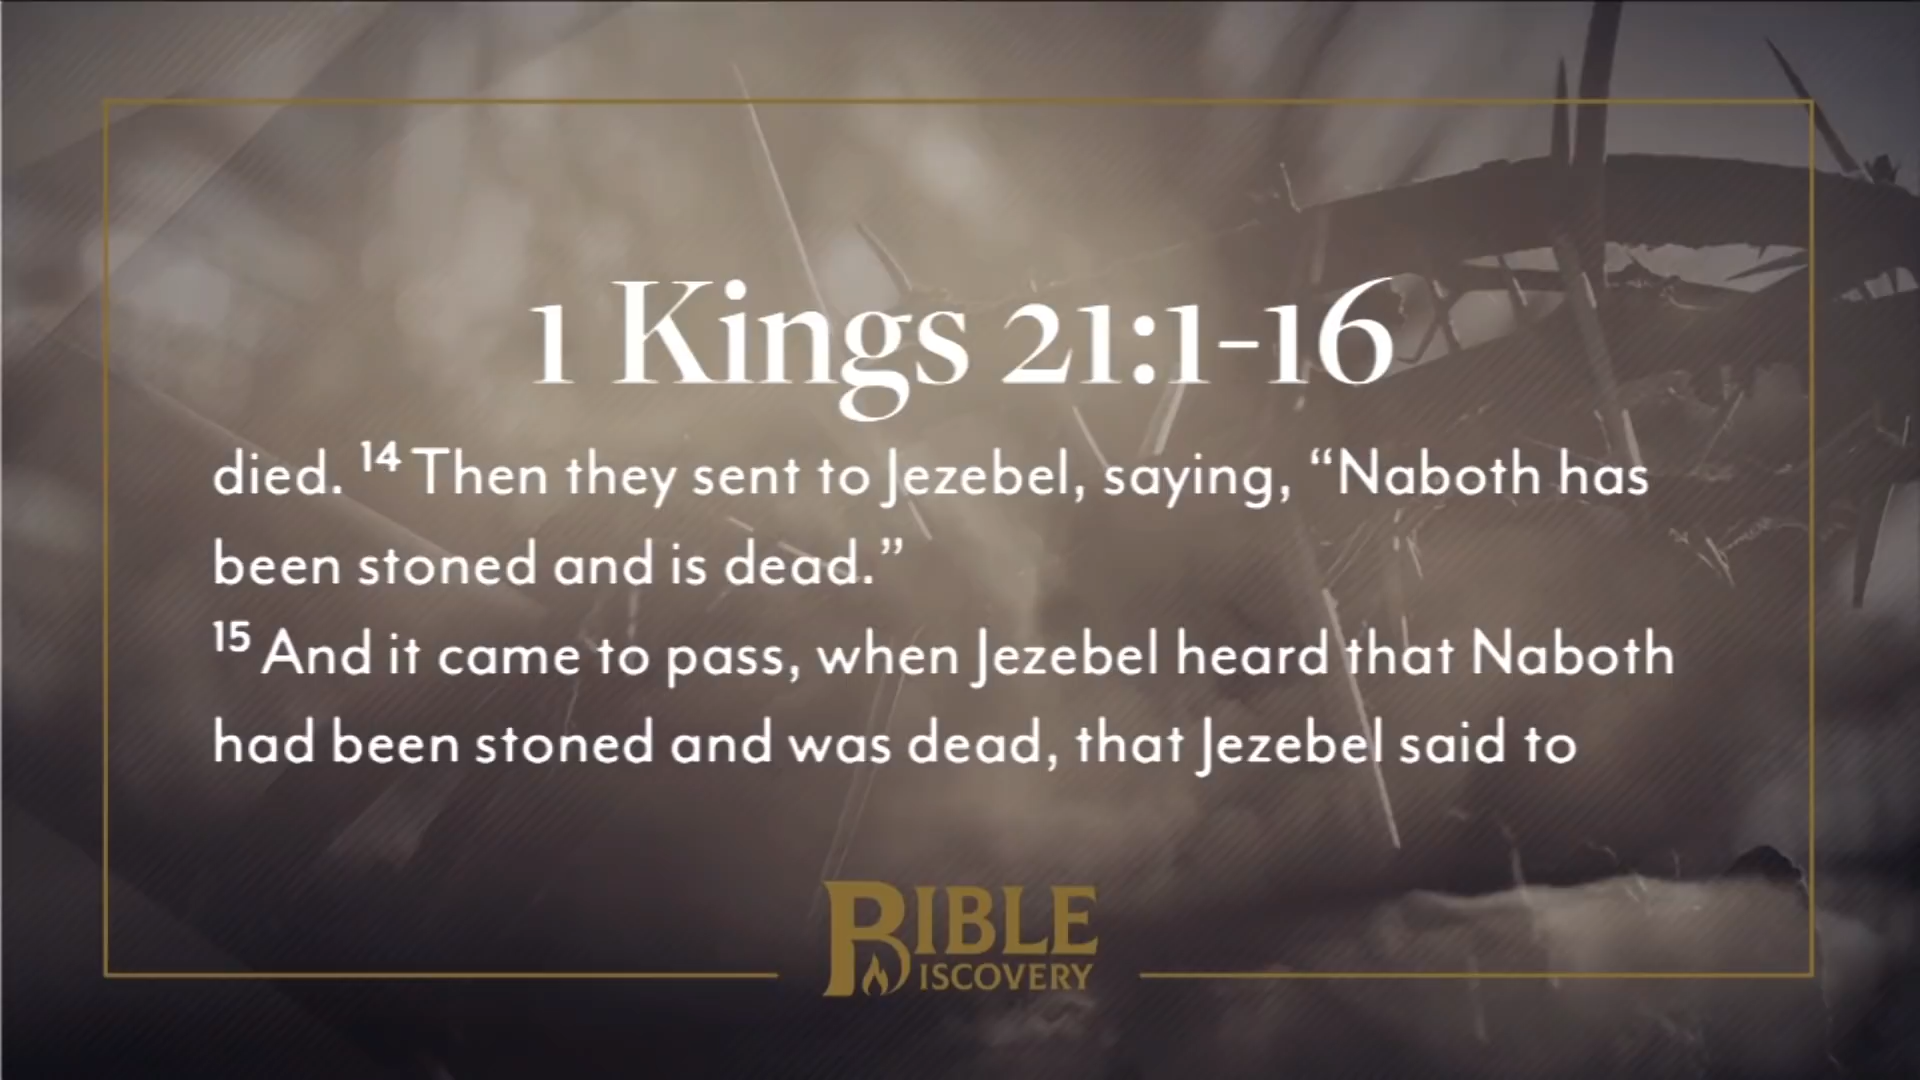 1 Kings 21:1-16
died. 14 Then they sent to Jezebel, saying, “Naboth has
been stoned and is dead.”
15 And it came to pass, when Jezebel heard that Naboth
had been stoned and was dead, that Jezebel said to
BIBLE
DISCOVERY